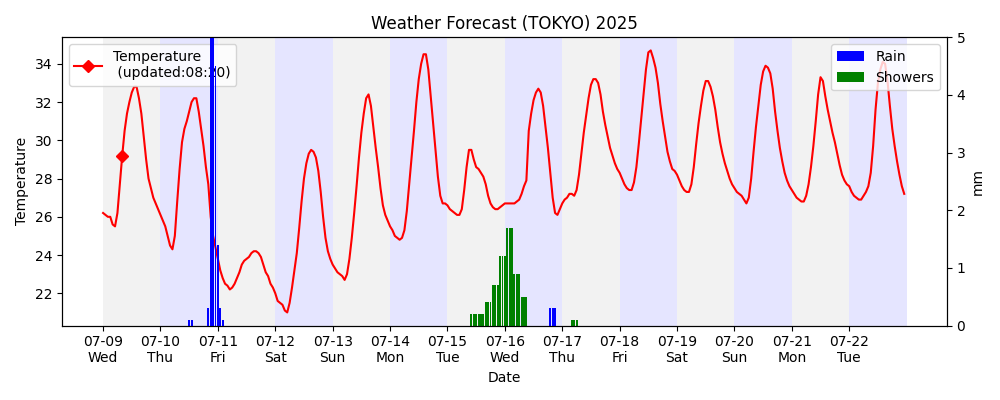 Weather Forecast (TOKYO) 2025
Temperature
(updated:08:20)
Rain
Showers
Temperature
34
32
30
28
26
24
22
5
4
3
2
1
0
mm
07-09 07-10 07-11 07-12 07-13 07-14 07-15 07-16 07-17 07-18 07-19 07-20 07-21 07-22
Wed Thu Fri Sat Sun Mon Tue Wed Thu Fri Sat Sun Mon Tue
Date